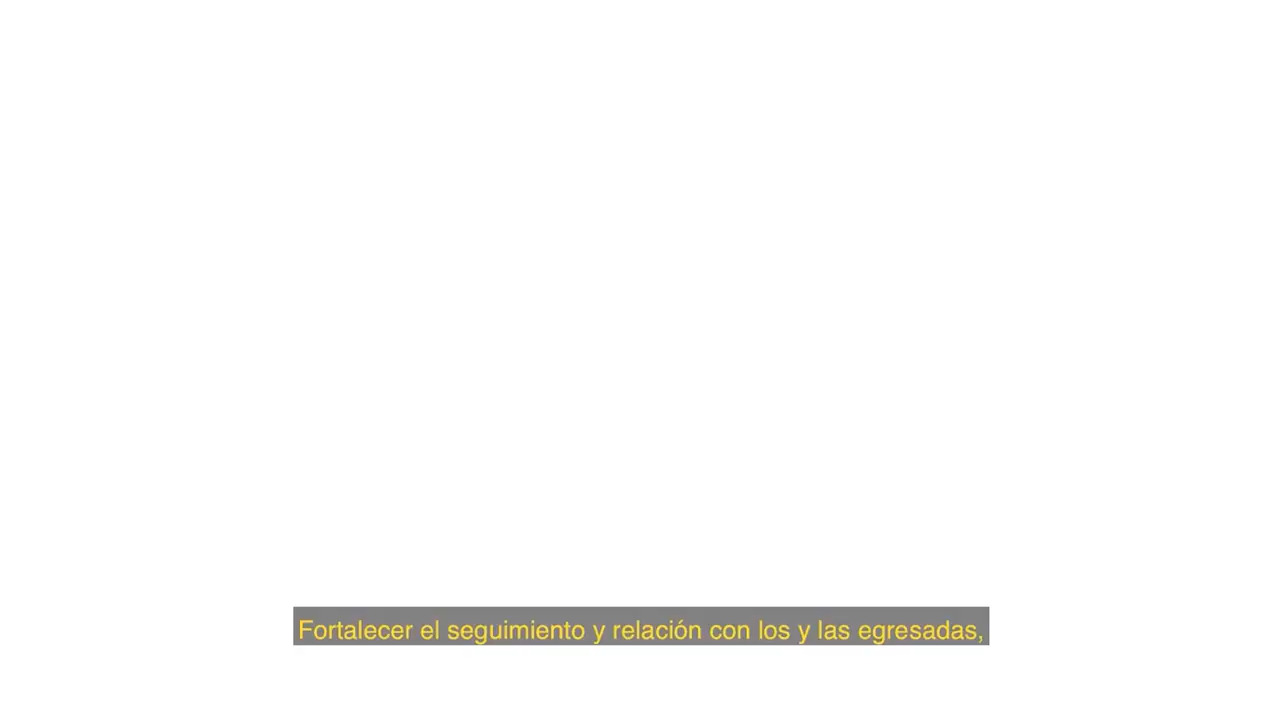 Fortalecer el seguimiento y relación con los y las egresadas,